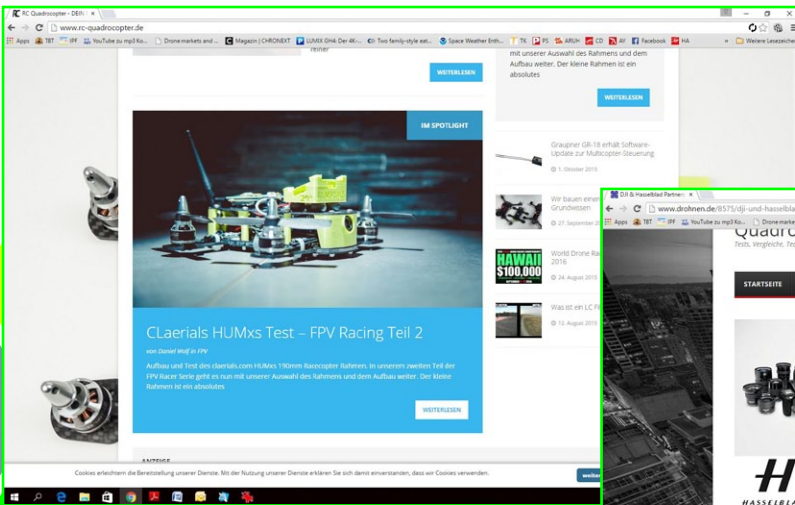 RC Quadrocopter - DEIN
www.rc-quadrocopter.de
Apps TBT IPF YouTube zu mp3 Ko... Drone markets and ... Magazin | CHRONEXT LUMIX GH4: Der 4K-... Two family-style eat... Space Weather Enth... TK PS ARUH CD AV Facebook HA » Weitere Lesezeichen
WEITERLESEN
mit unserer Auswahl des Rahmens und dem
Aufbau weiter. Der kleine Rahmen ist ein
absolutes
WEITERLESEN
IM SPOTLIGHT
CLaerials HUMxs Test – FPV Racing Teil 2
von Daniel Wolf in FPV
Aufbau und Test des claerials.com HUMxs 190mm Racecopter Rahmen. In unserem zweiten Teil der
FPV Racer Serie geht es nun mit unserer Auswahl des Rahmens und dem Aufbau weiter. Der kleine
Rahmen ist ein absolutes
WEITERLESEN
Graupner GR-18 erhält Software-
Update zur Multicopter-Steuerung
1. Oktober 2015
Wir bauen einen
Grundwissen
27. September 20
HAWAII
$100,000
World Drone Ra
2016
24. August 2015
Was ist ein LC Fi
12. August 2015
ANZEIGE
Cookies erleichtern die Bereitstellung unserer Dienste. Mit der Nutzung unserer Dienste erklären Sie sich damit einverstanden, dass wir Cookies verwenden.
DJI & Hasselblad Partner
www.drohnen.de/8575/dji-und-hasselbla
Apps TBT IPF YouTube zu mp3 Ko... Drone marke
Quadro
Tests, Vergleiche, Te
STARTSEITE
H
HASSELBLA